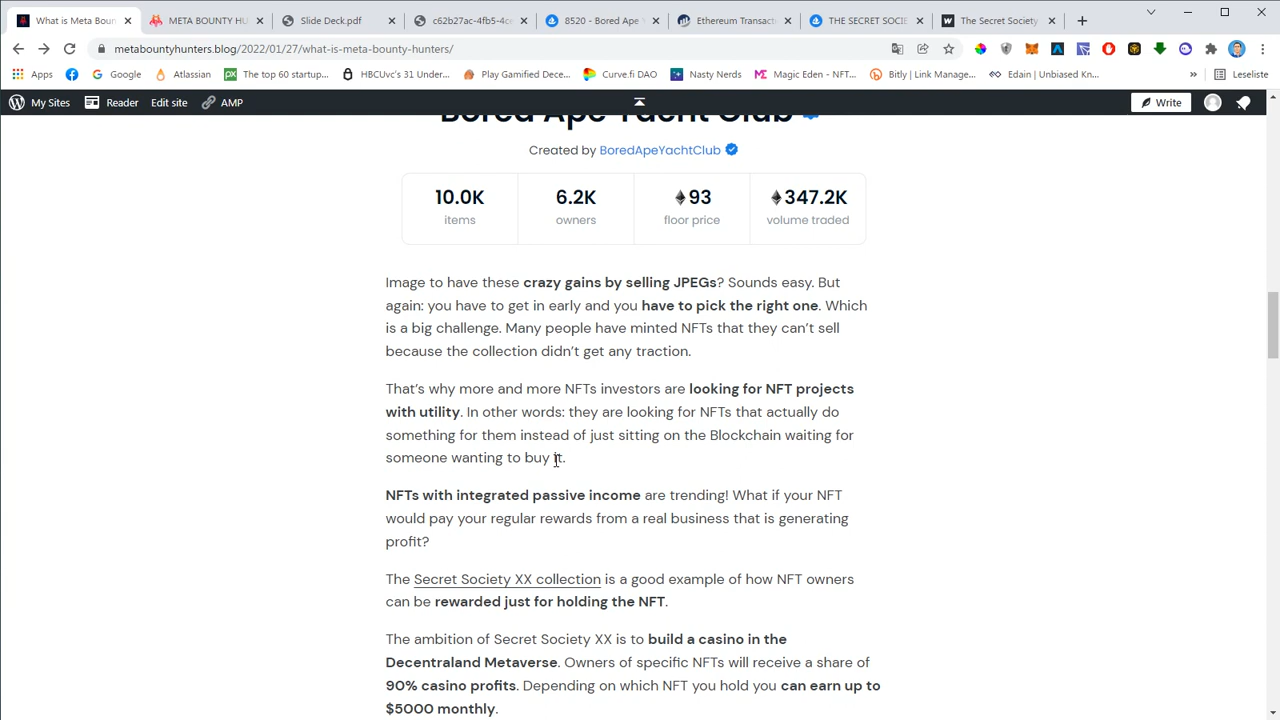 What is Meta Boun
META BOUNTY HU
Slide Deck.pdf
c62b27ac-4fb5-4ce
8520 - Bored Ape
Ethereum Transact
THE SECRET SOCIE
The Secret Society
metabountyhunters.blog/2022/01/27/what-is-meta-bounty-hunters/
Apps
Google
Atlassian
The top 60 startup...
HBCUvc's 31 Under...
Play Gamified Dece...
Curve.fi DAO
Nasty Nerds
Magic Eden - NFT...
Bitly | Link Manage...
Edain | Unbiased Kn...
»
Leseliste
My Sites
Reader
Edit site
AMP
Write
Bored Ape Yacht Club
Created by BoredApeYachtClub
10.0K
6.2K
93
347.2K
items
owners
floor price
volume traded
Image to have these crazy gains by selling JPEGs? Sounds easy. But
again: you have to get in early and you have to pick the right one. Which
is a big challenge. Many people have minted NFTs that they can't sell
because the collection didn't get any traction.
That's why more and more NFTs investors are looking for NFT projects
with utility. In other words: they are looking for NFTs that actually do
something for them instead of just sitting on the Blockchain waiting for
someone wanting to buy it.
NFTs with integrated passive income are trending! What if your NFT
would pay your regular rewards from a real business that is generating
profit?
The Secret Society XX collection is a good example of how NFT owners
can be rewarded just for holding the NFT.
The ambition of Secret Society XX is to build a casino in the
Decentraland Metaverse. Owners of specific NFTs will receive a share of
90% casino profits. Depending on which NFT you hold you can earn up to
$5000 monthly.